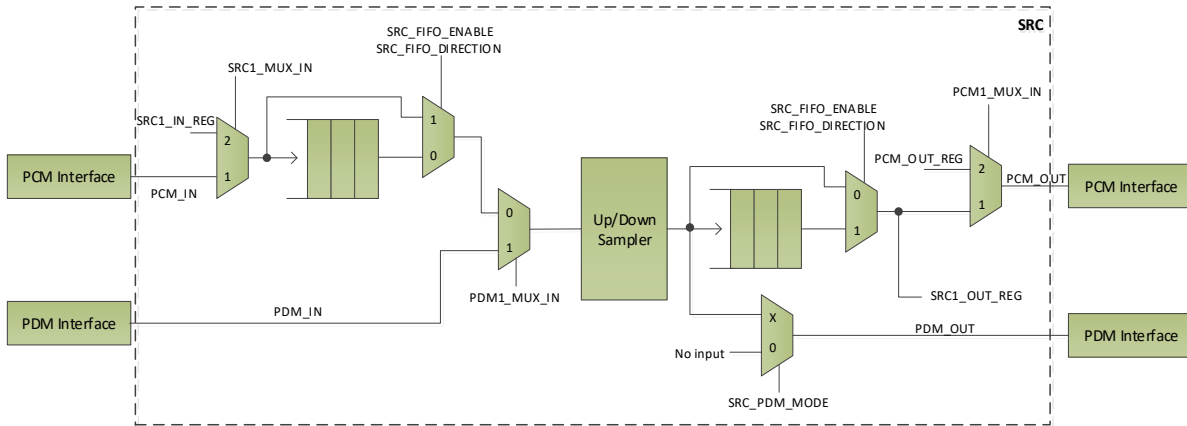 SRC
SRC_FIFO_ENABLE
SRC_FIFO_DIRECTION
SRC1_MUX_IN
PCM1_MUX_IN
SRC1_IN_REG
2
1
1
0
SRC_FIFO_ENABLE
SRC_FIFO_DIRECTION
PCM_OUT_REG
2
1
PCM Interface
PCM_IN
0
1
Up/Down
Sampler
0
1
PCM_OUT
PCM Interface
PDM1_MUX_IN
SRC1_OUT_REG
PDM Interface
PDM_IN
X
0
No input
PDM_OUT
PDM Interface
SRC_PDM_MODE